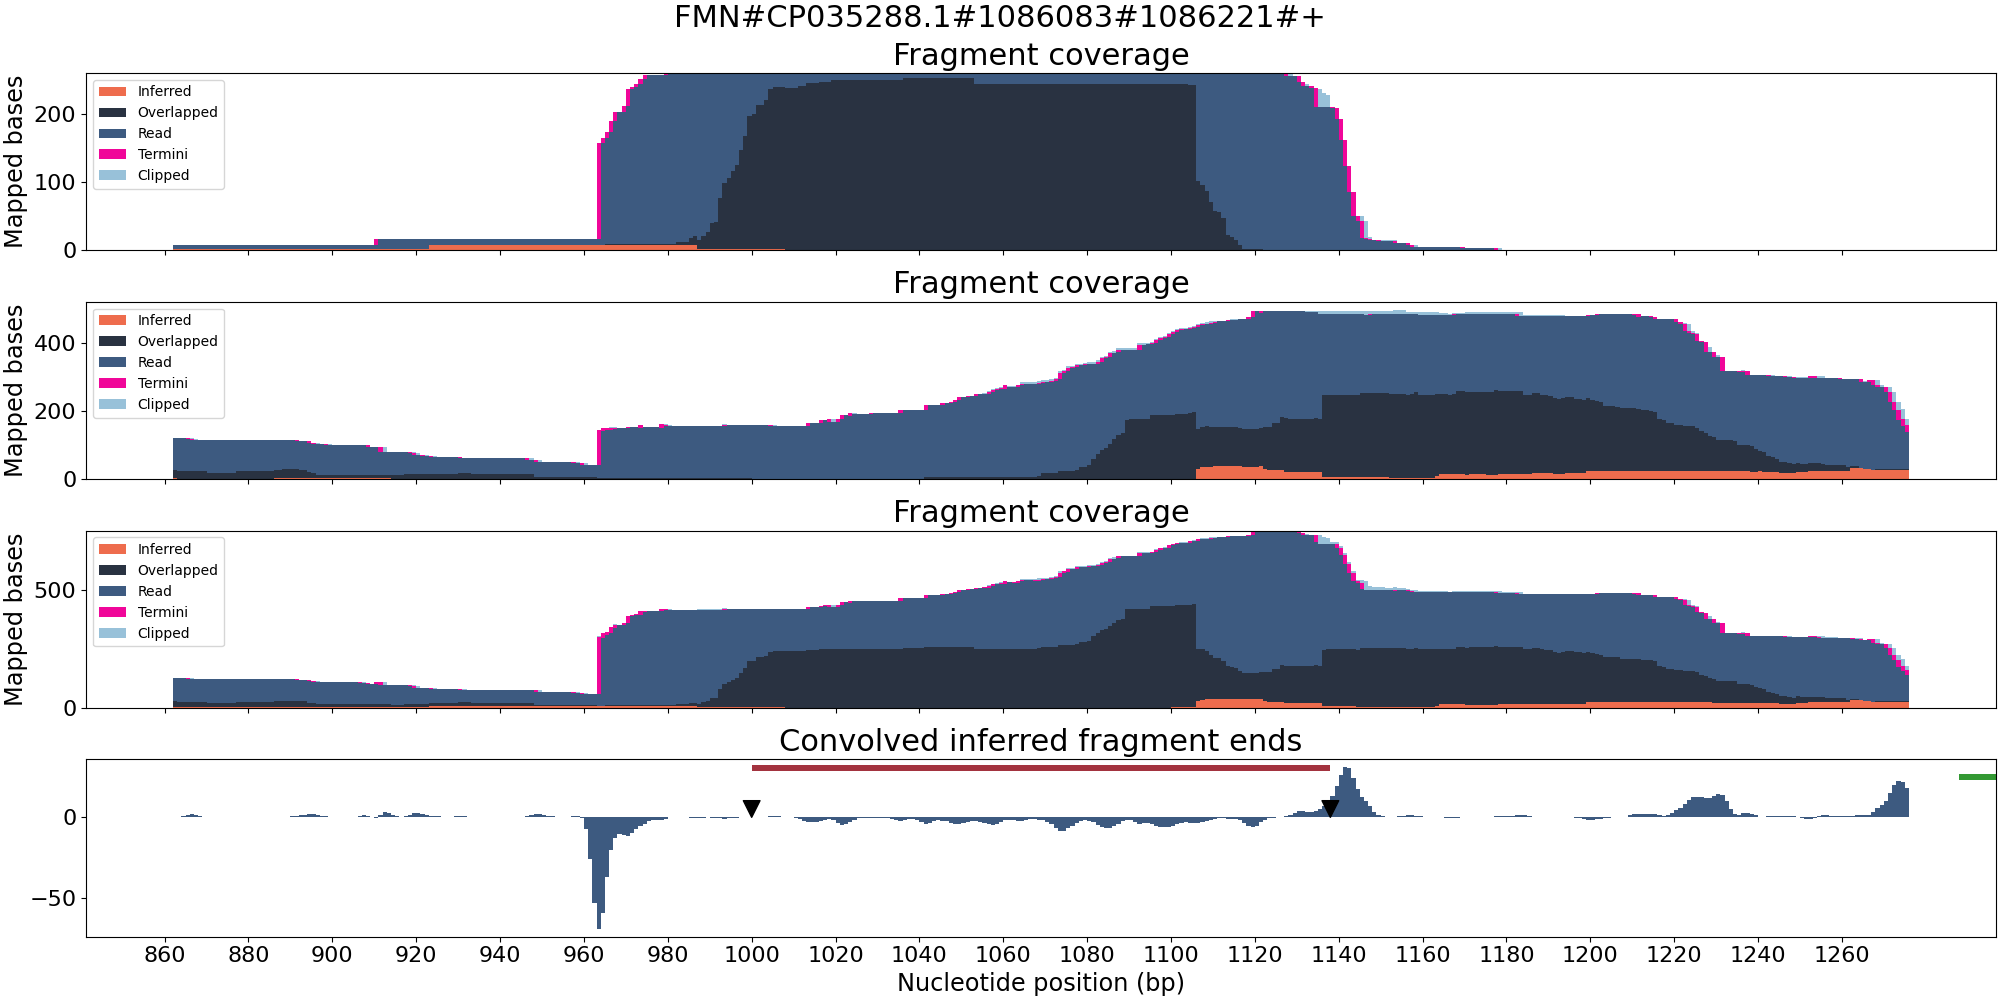 FMN#CP035288.1#1086083#1086221#+
Fragment coverage
Mapped bases
200
100
0
Inferred
Overlapped
Read
Termini
Clipped
Fragment coverage
Mapped bases
400
200
0
Inferred
Overlapped
Read
Termini
Clipped
Fragment coverage
Mapped bases
500
0
Inferred
Overlapped
Read
Termini
Clipped
Convolved inferred fragment ends
0
−50
860 880 900 920 940 960 980 1000 1020 1040 1060 1080 1100 1120 1140 1160 1180 1200 1220 1240 1260
Nucleotide position (bp)